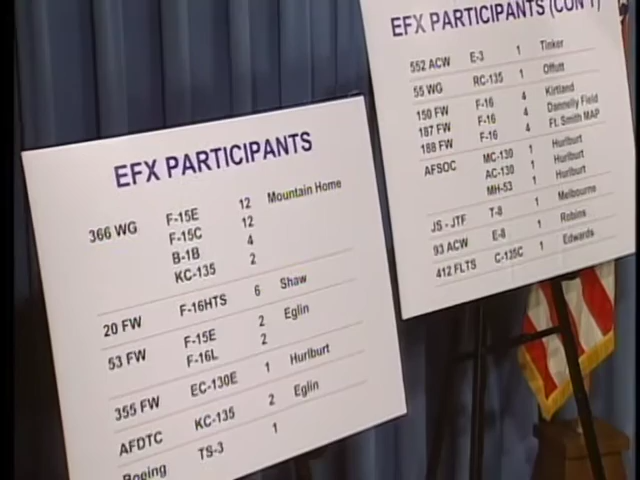 EFX PARTICIPANTS
366 WG F-15E 12 Mountain Home
F-15C 12
B-1B 4
KC-135 2
20 FW F-16HTS 6 Shaw
53 FW F-15E 2 Eglin
F-16L 2
355 FW EC-130E 1 Hurlburt
AFDTC KC-135 2 Eglin
Boeing TS-3 1
EFX PARTICIPANTS (CON'T)
552 ACW E-3 1 Tinker
55 WG RC-135 1 Offutt
150 FW F-16 4 Kirtland
187 FW F-16 4 Dannelly Field
188 FW F-16 4 Ft. Smith MAP
AFSOC MC-130 1 Hurlburt
AC-130 1 Hurlburt
MH-53 1 Hurlburt
JS - JTF T-8 1 Melbourne
93 ACW E-8 1 Robins
412 FLTS C-135C 1 Edwards